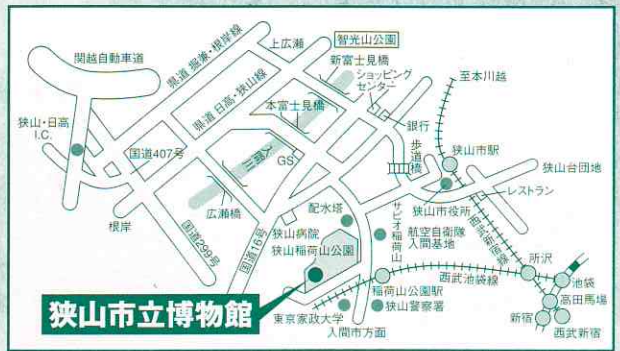 関越自動車道
県道 堀兼・根岸線
上広瀬
智光山公園
新富士見橋
ショッピング
センター
至本川越
県道 日高・狭山線
本富士見橋
銀行
歩道橋
狭山・日高
I.C.
国道407号
入間川
GS
狭山市駅
狭山台団地
レストラン
広瀬橋
根岸
国道299号
国道16号
配水塔
狭山病院
狭山稲荷山公園
サビオ稲荷山
狭山市役所
航空自衛隊
入間基地
西武新宿線
所沢
池袋
西武池袋線
稲荷山公園駅
高田馬場
狭山市立博物館
東京家政大学
狭山警察署
入間市方面
新宿
西武新宿